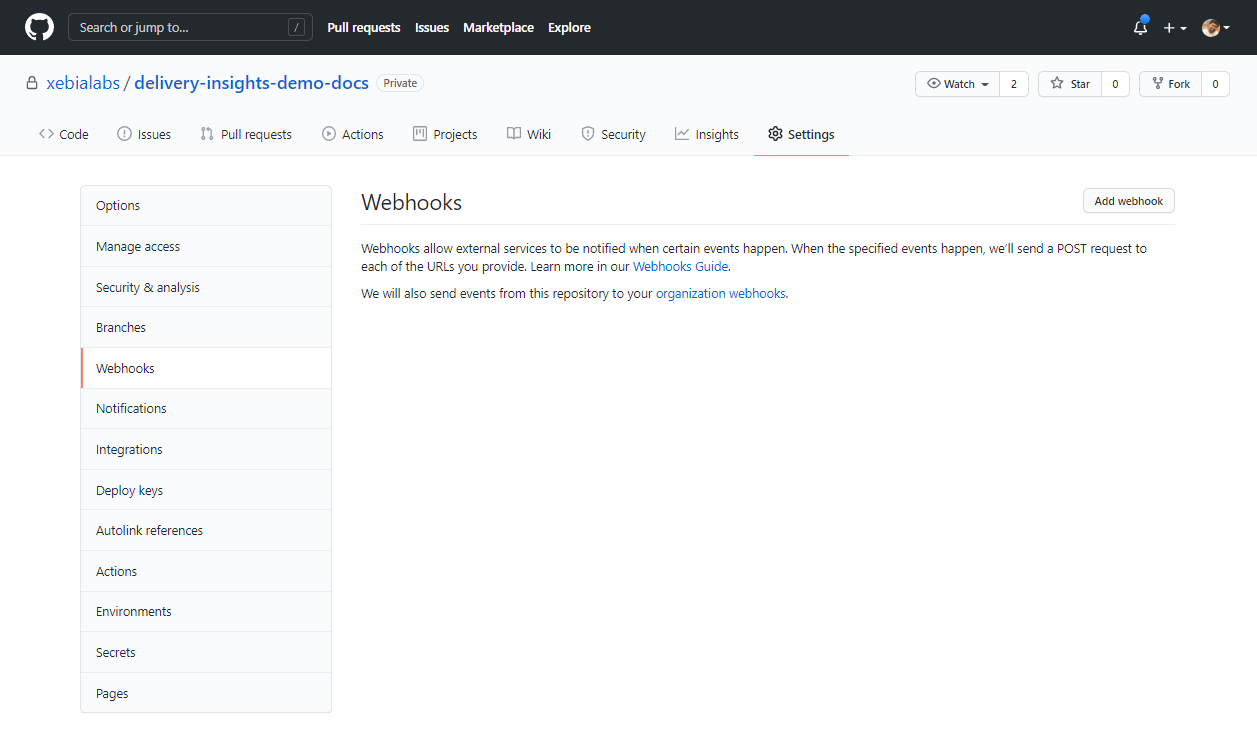 Search or jump to... / Pull requests Issues Marketplace Explore
xebialabs / delivery-insights-demo-docs Private Watch 2 Star 0 Fork 0
Code Issues Pull requests Actions Projects Wiki Security Insights Settings
Options
Manage access
Security & analysis
Branches
Webhooks
Notifications
Integrations
Deploy keys
Autolink references
Actions
Environments
Secrets
Pages
Webhooks Add webhook
Webhooks allow external services to be notified when certain events happen. When the specified events happen, we’ll send a POST request to
each of the URLs you provide. Learn more in our Webhooks Guide.
We will also send events from this repository to your organization webhooks.